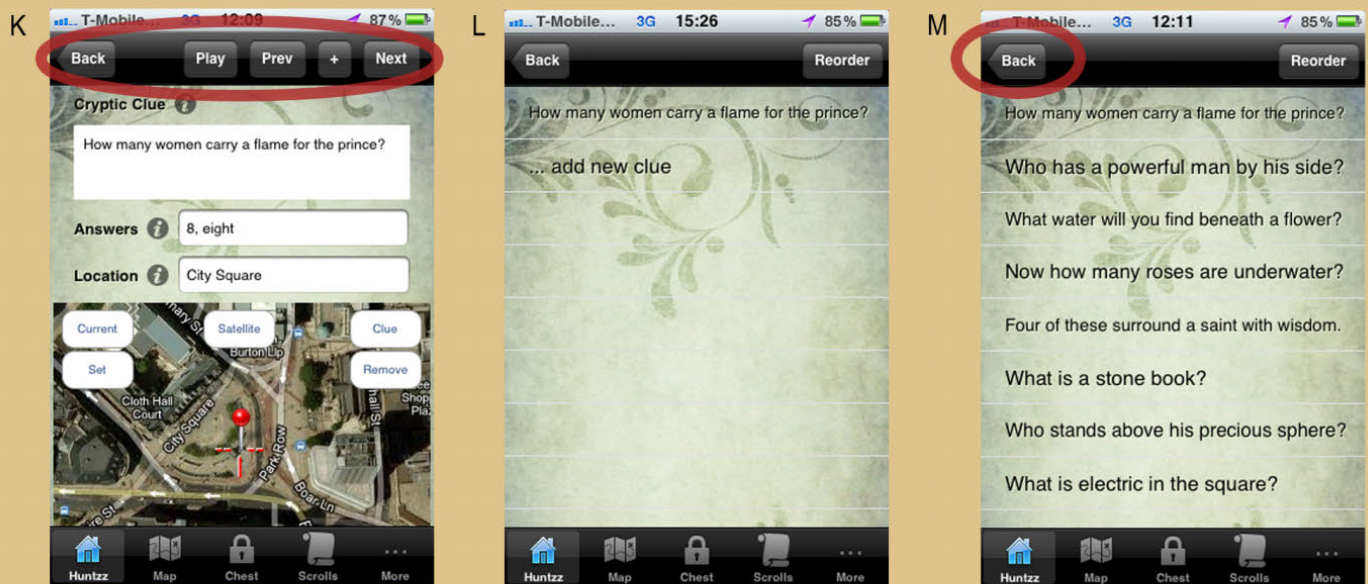 K
T-Mobile... 3G 12:09 87%
Back Play Prev + Next
Cryptic Clue i
How many women carry a flame for the prince?
Answers i 8, eight
Location i City Square
Current Satellite Clue
Burton Lip
Set Remove
Cloth Hall
Court
City Square
Park Row
Boar Ln
Huntzz Map Chest Scrolls More
L
T-Mobile... 3G 15:26 85%
Back Reorder
How many women carry a flame for the prince?
... add new clue
Huntzz Map Chest Scrolls More
M
T-Mobile... 3G 12:11 85%
Back Reorder
How many women carry a flame for the prince?
Who has a powerful man by his side?
What water will you find beneath a flower?
Now how many roses are underwater?
Four of these surround a saint with wisdom.
What is a stone book?
Who stands above his precious sphere?
What is electric in the square?
Huntzz Map Chest Scrolls More